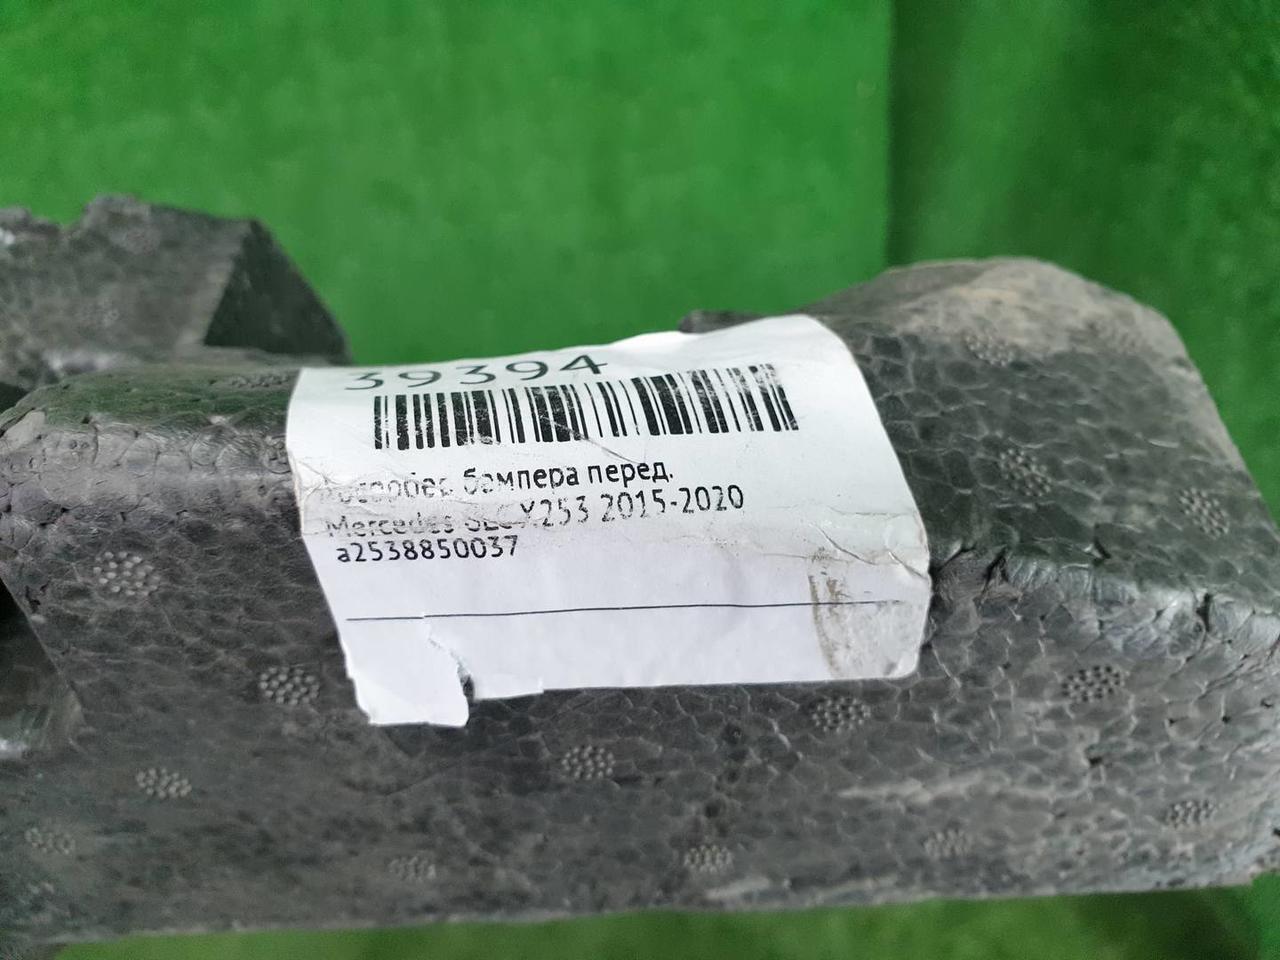 39394
бампера перед.
Mercedes X253 2015-2020
a2538850037